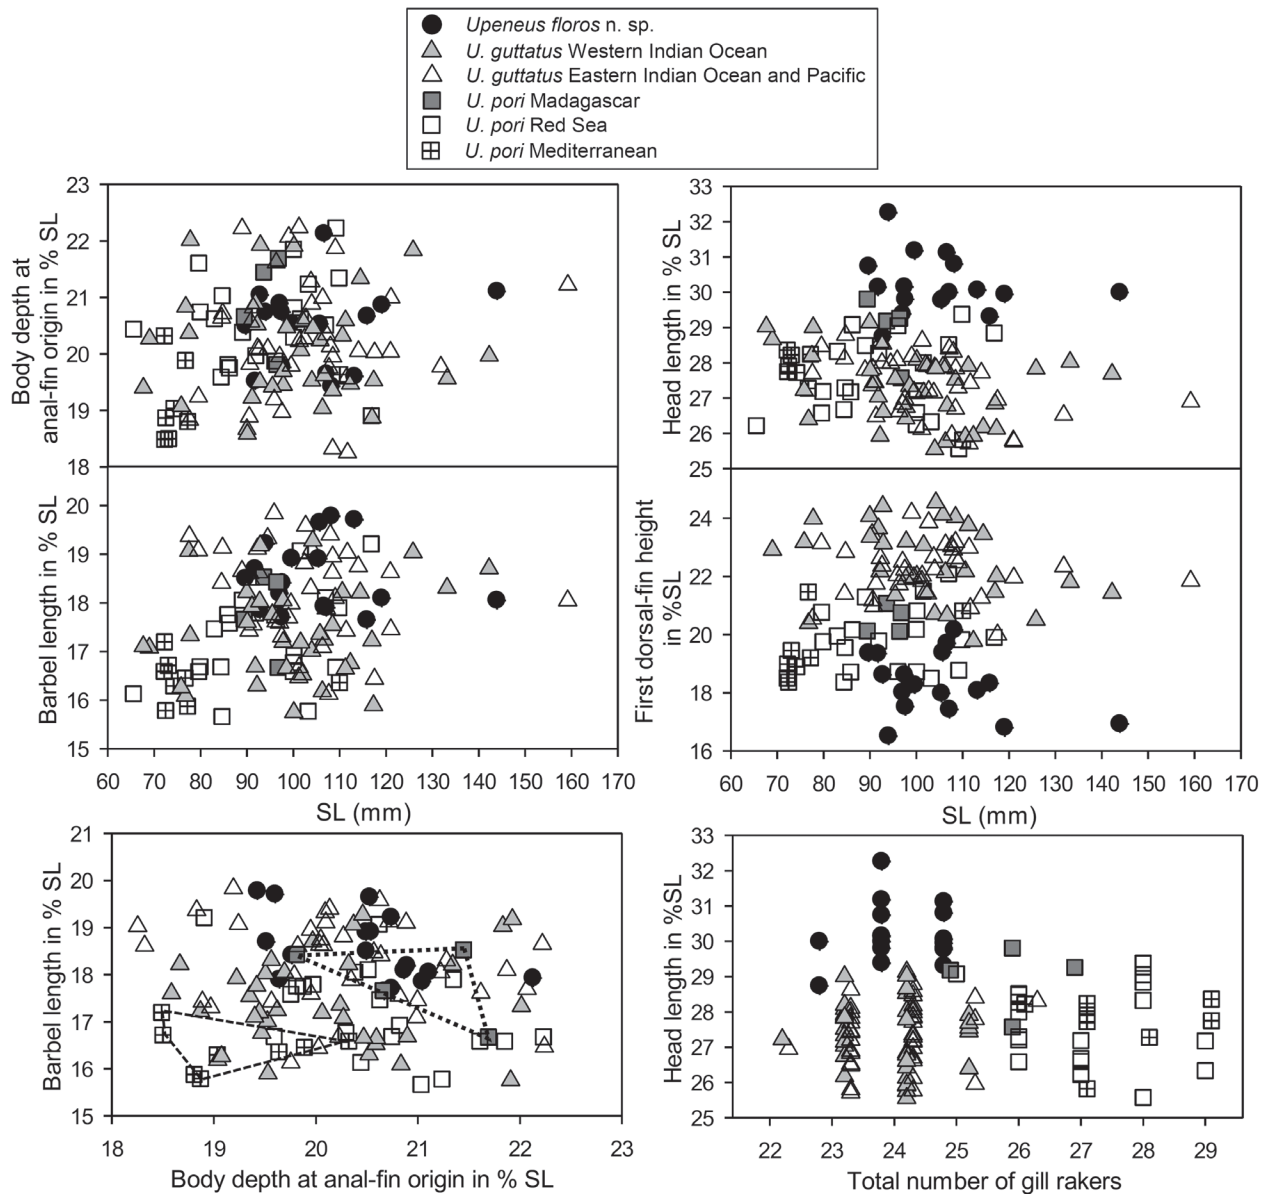 Upeneus floros n. sp.
U. guttatus Western Indian Ocean
U. guttatus Eastern Indian Ocean and Pacific
U. pori Madagascar
U. pori Red Sea
U. pori Mediterranean
23
22
21
20
19
18
Body depth at
anal-fin origin in % SL
33
32
31
30
29
28
27
26
25
Head length in % SL
20
19
18
17
16
15
Barbel length in % SL
60 70 80 90 100 110 120 130 140 150 160 170
SL (mm)
24
22
20
18
16
First dorsal-fin height
in %SL
60 70 80 90 100 110 120 130 140 150 160 170
SL (mm)
21
20
19
18
17
16
15
Barbel length in % SL
18 19 20 21 22 23
Body depth at anal-fin origin in % SL
33
32
31
30
29
28
27
26
25
Head length in %SL
22 23 24 25 26 27 28 29
Total number of gill rakers